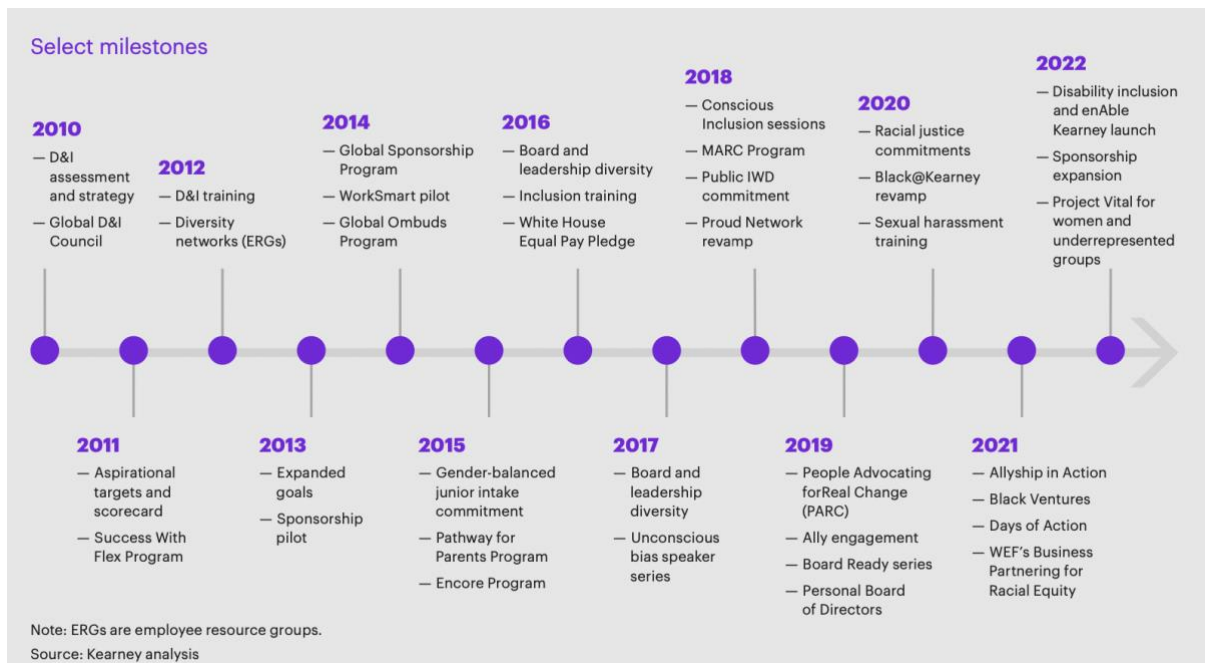 Select milestones
2010
— D&I
assessment
and strategy
— Global D&I
Council
2012
— D&I training
— Diversity
networks (ERGs)
2014
— Global Sponsorship
Program
— WorkSmart pilot
— Global Ombuds
Program
2016
— Board and
leadership diversity
— Inclusion training
— White House
Equal Pay Pledge
2018
— Conscious
Inclusion sessions
— MARC Program
— Public IWD
commitment
— Proud Network
revamp
2020
— Racial justice
commitments
— Black@Kearney
revamp
— Sexual harassment
training
2022
— Disability inclusion
and enAble
Kearney launch
— Sponsorship
expansion
— Project Vital for
women and
underrepresented
groups
2011
— Aspirational
targets and
scorecard
— Success With
Flex Program
2013
— Expanded
goals
— Sponsorship
pilot
2015
— Gender-balanced
junior intake
commitment
— Pathway for
Parents Program
— Encore Program
2017
— Board and
leadership
diversity
— Unconscious
bias speaker
series
2019
— People Advocating
forReal Change
(PARC)
— Ally engagement
— Board Ready series
— Personal Board
of Directors
2021
— Allyship in Action
— Black Ventures
— Days of Action
— WEF's Business
Partnering for
Racial Equity
Note: ERGs are employee resource groups.
Source: Kearney analysis